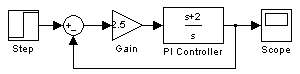 2.5
s+2
s
Step
Gain
PI Controller
Scope